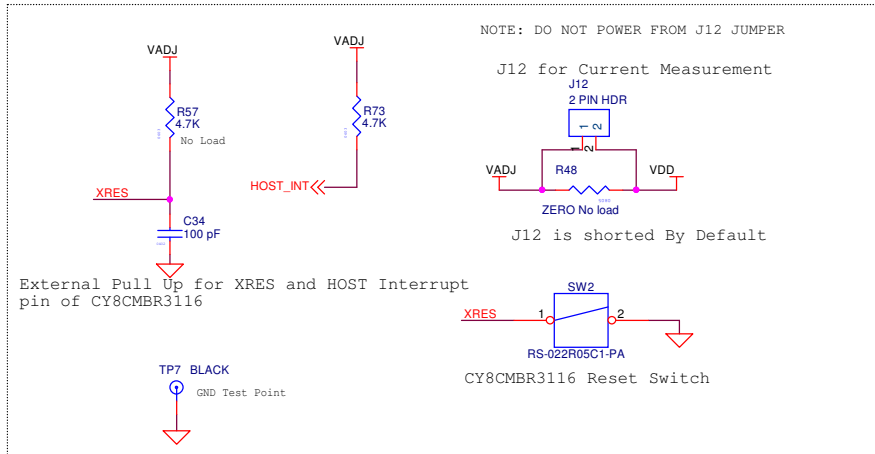 NOTE: DO NOT POWER FROM J12 JUMPER
J12 for Current Measurement
VADJ
R57
4.7K
No Load
XRES
C34
100 pF
VADJ
R73
4.7K
HOST_INT
External Pull Up for XRES and HOST Interrupt
pin of CY8CMBR3116
J12
2 PIN HDR
1 2
1 2
VADJ
R48
VDD
ZERO No load
J12 is shorted By Default
SW2
XRES
1
2
RS-022R05C1-PA
CY8CMBR3116 Reset Switch
TP7 BLACK
GND Test Point